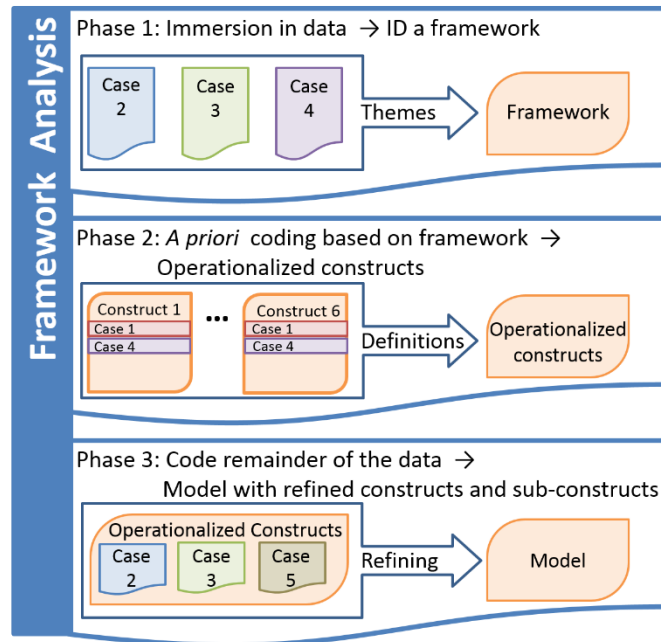 Framework Analysis
Phase 1: Immersion in data → ID a framework
Case
2
Case
3
Case
4
Themes
Framework
Phase 2: A priori coding based on framework →
Operationalized constructs
Construct 1
Case 1
Case 4
...
Construct 6
Case 1
Case 4
Definitions
Operationalized
constructs
Phase 3: Code remainder of the data →
Model with refined constructs and sub-constructs
Operationalized Constructs
Case
2
Case
3
Case
5
Refining
Model